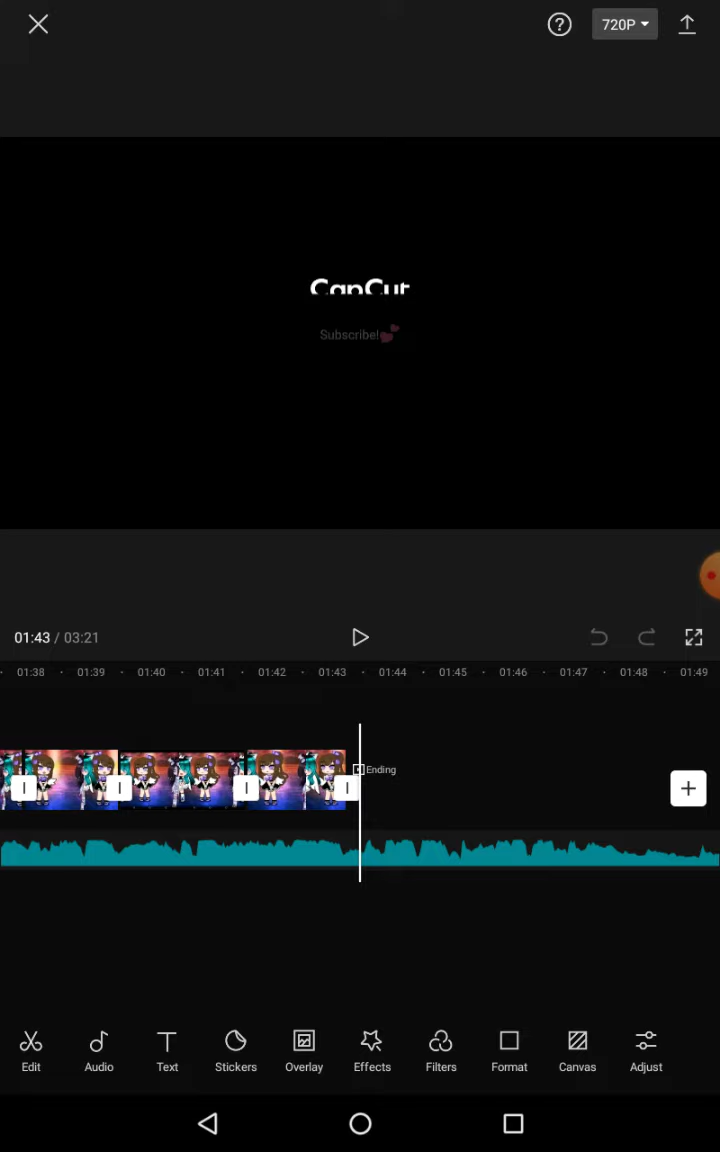 720P
CapCut
Subscribe!💕
01:43 / 03:21
01:38 01:39 01:40 01:41 01:42 01:43 01:44 01:45 01:46 01:47 01:48 01:49
Ending
Edit Audio Text Stickers Overlay Effects Filters Format Canvas Adjust